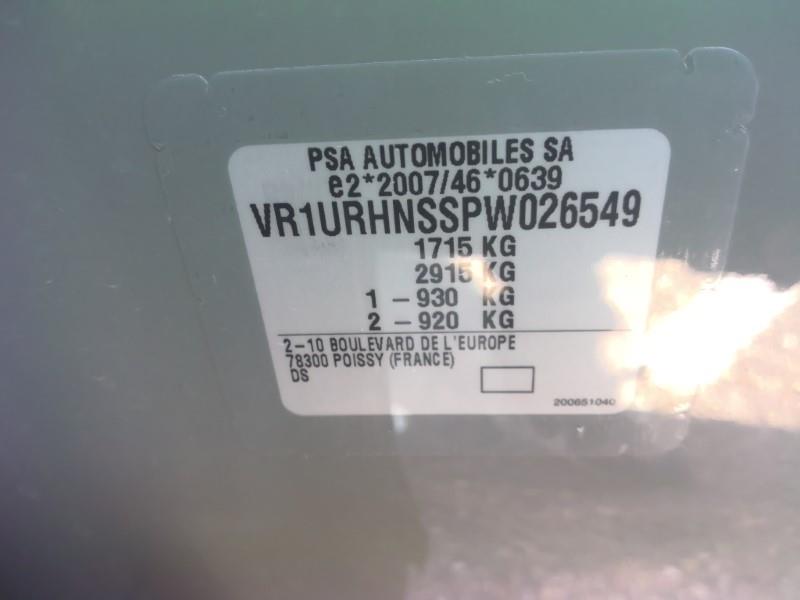 PSA AUTOMOBILES SA
e2*2007/46*0639
VR1URHNSSPW026549
1715 KG
2915 KG
1 – 930 KG
2 – 920 KG
2–10 BOULEVARD DE L'EUROPE
78300 POISSY (FRANCE)
DS
200651040